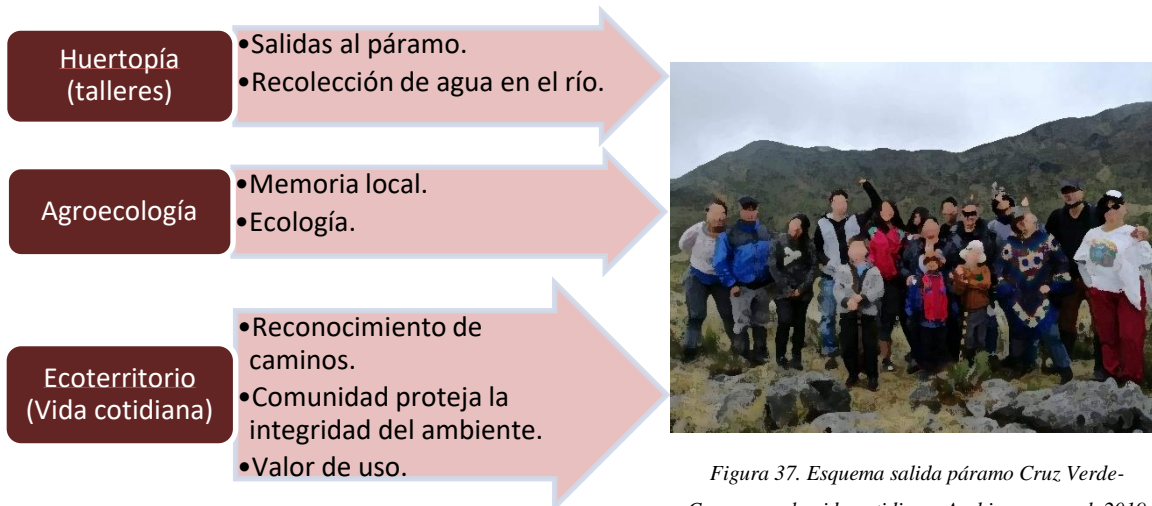 Huertopía
(talleres)
•Salidas al páramo.
•Recolección de agua en el río.
Agroecología
•Memoria local.
•Ecología.
Ecoterritorio
(Vida cotidiana)
•Reconocimiento de
caminos.
•Comunidad proteja la
integridad del ambiente.
•Valor de uso.
Figura 37. Esquema salida páramo Cruz Verde-